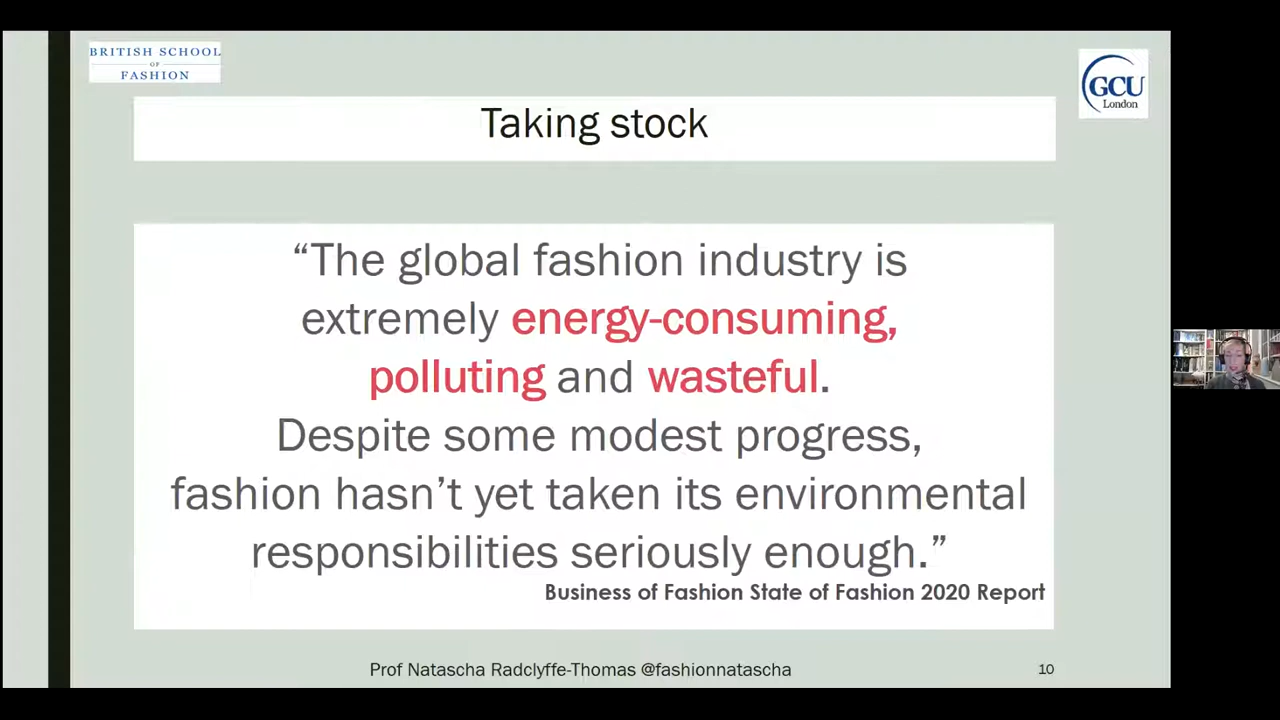 BRITISH SCHOOL
OF
FASHION
GCU
London
Taking stock
“The global fashion industry is
extremely energy-consuming,
polluting and wasteful.
Despite some modest progress,
fashion hasn’t yet taken its environmental
responsibilities seriously enough.”
Business of Fashion State of Fashion 2020 Report
Prof Natascha Radclyffe-Thomas @fashionnatascha
10